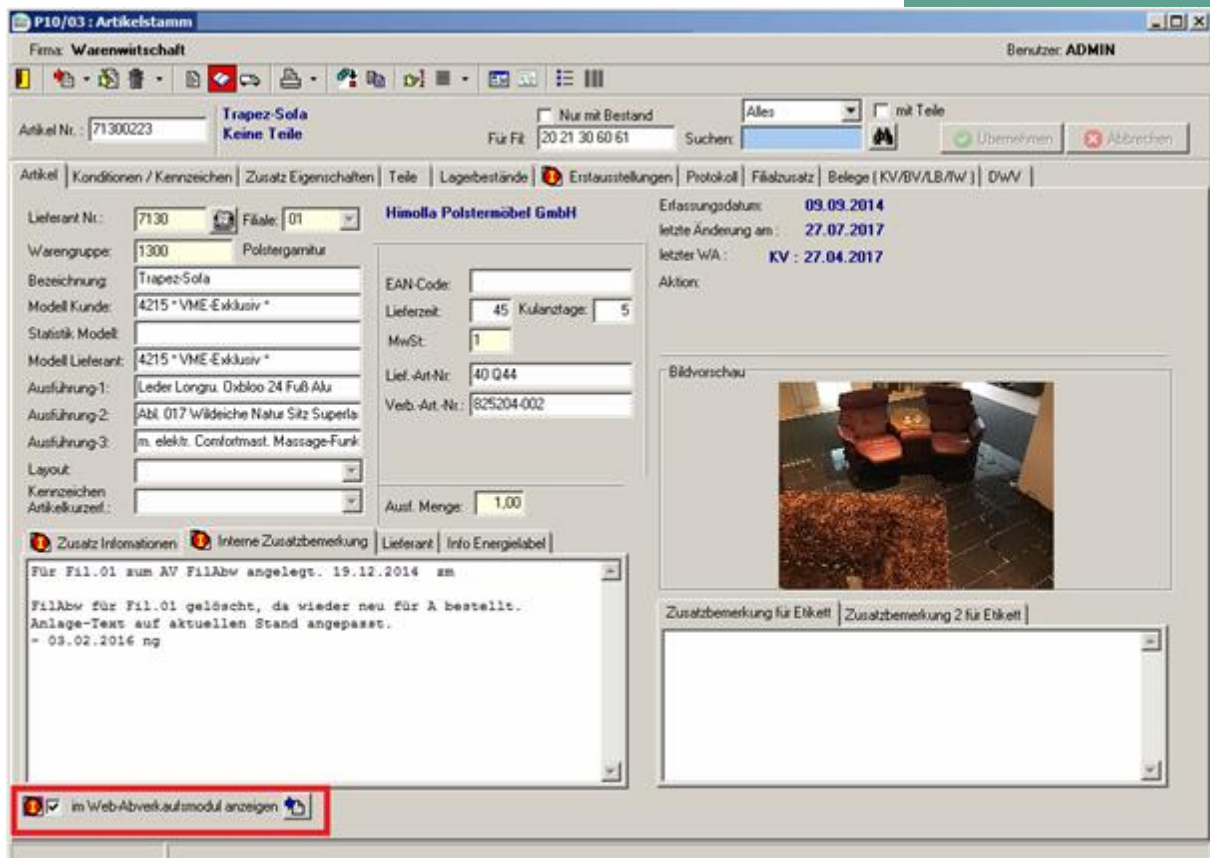 P10/03 : Artikelstamm
Firma: Warenwirtschaft Benutzer: ADMIN
Trapez-Sofa Nur mit Bestand Alles mit Teile
Artikel Nr. : 71300223 Keine Teile Für Fil: 20 21 30 60 61 Suchen: Übernehmen Abbrechen
Artikel Konditionen / Kennzeichen Zusatz Eigenschaften Teile Lagerbestände Erstausstellungen Protokoll Filialzusatz Belege ( KV/BV/LB/IW ) DWV
Lieferant Nr.: 7130 Filiale: 01 Himolla Polstermöbel GmbH
Warengruppe: 1300 Polstergarnitur
Bezeichnung: Trapez-Sofa
Modell Kunde: 4215 * VME-Exklusiv *
Statistik Modell:
Modell Lieferant: 4215 * VME-Exklusiv *
Ausführung-1: Leder Longru. Oxbloo 24 Fuß Alu
Ausführung-2: Abl. 017 Wildeiche Natur Sitz Superla
Ausführung-3: m. elektr. Comfortmast. Massage-Funk
Layout:
Kennzeichen
Artikelkurzerf.:
EAN-Code:
Lieferzeit: 45 Kulanztage: 5
MwSt: 1
Lief.-Art-Nr: 40 Q44
Verb.-Art.-Nr.: 825204-002
Ausf. Menge: 1,00
Erfassungsdatum: 09.09.2014
letzte Änderung am : 27.07.2017
letzter WA : KV : 27.04.2017
Aktion:
Bildvorschau
Zusatz Infomationen Interne Zusatzbemerkung Lieferant Info Energielabel
Für Fil.01 zum AV FilAbw angelegt. 19.12.2014 zm
FilAbw für Fil.01 gelöscht, da wieder neu für A bestellt.
Anlage-Text auf aktuellen Stand angepasst.
- 03.02.2016 ng
Zusatzbemerkung für Etikett Zusatzbemerkung 2 für Etikett
im Web-Abverkaufsmodul anzeigen